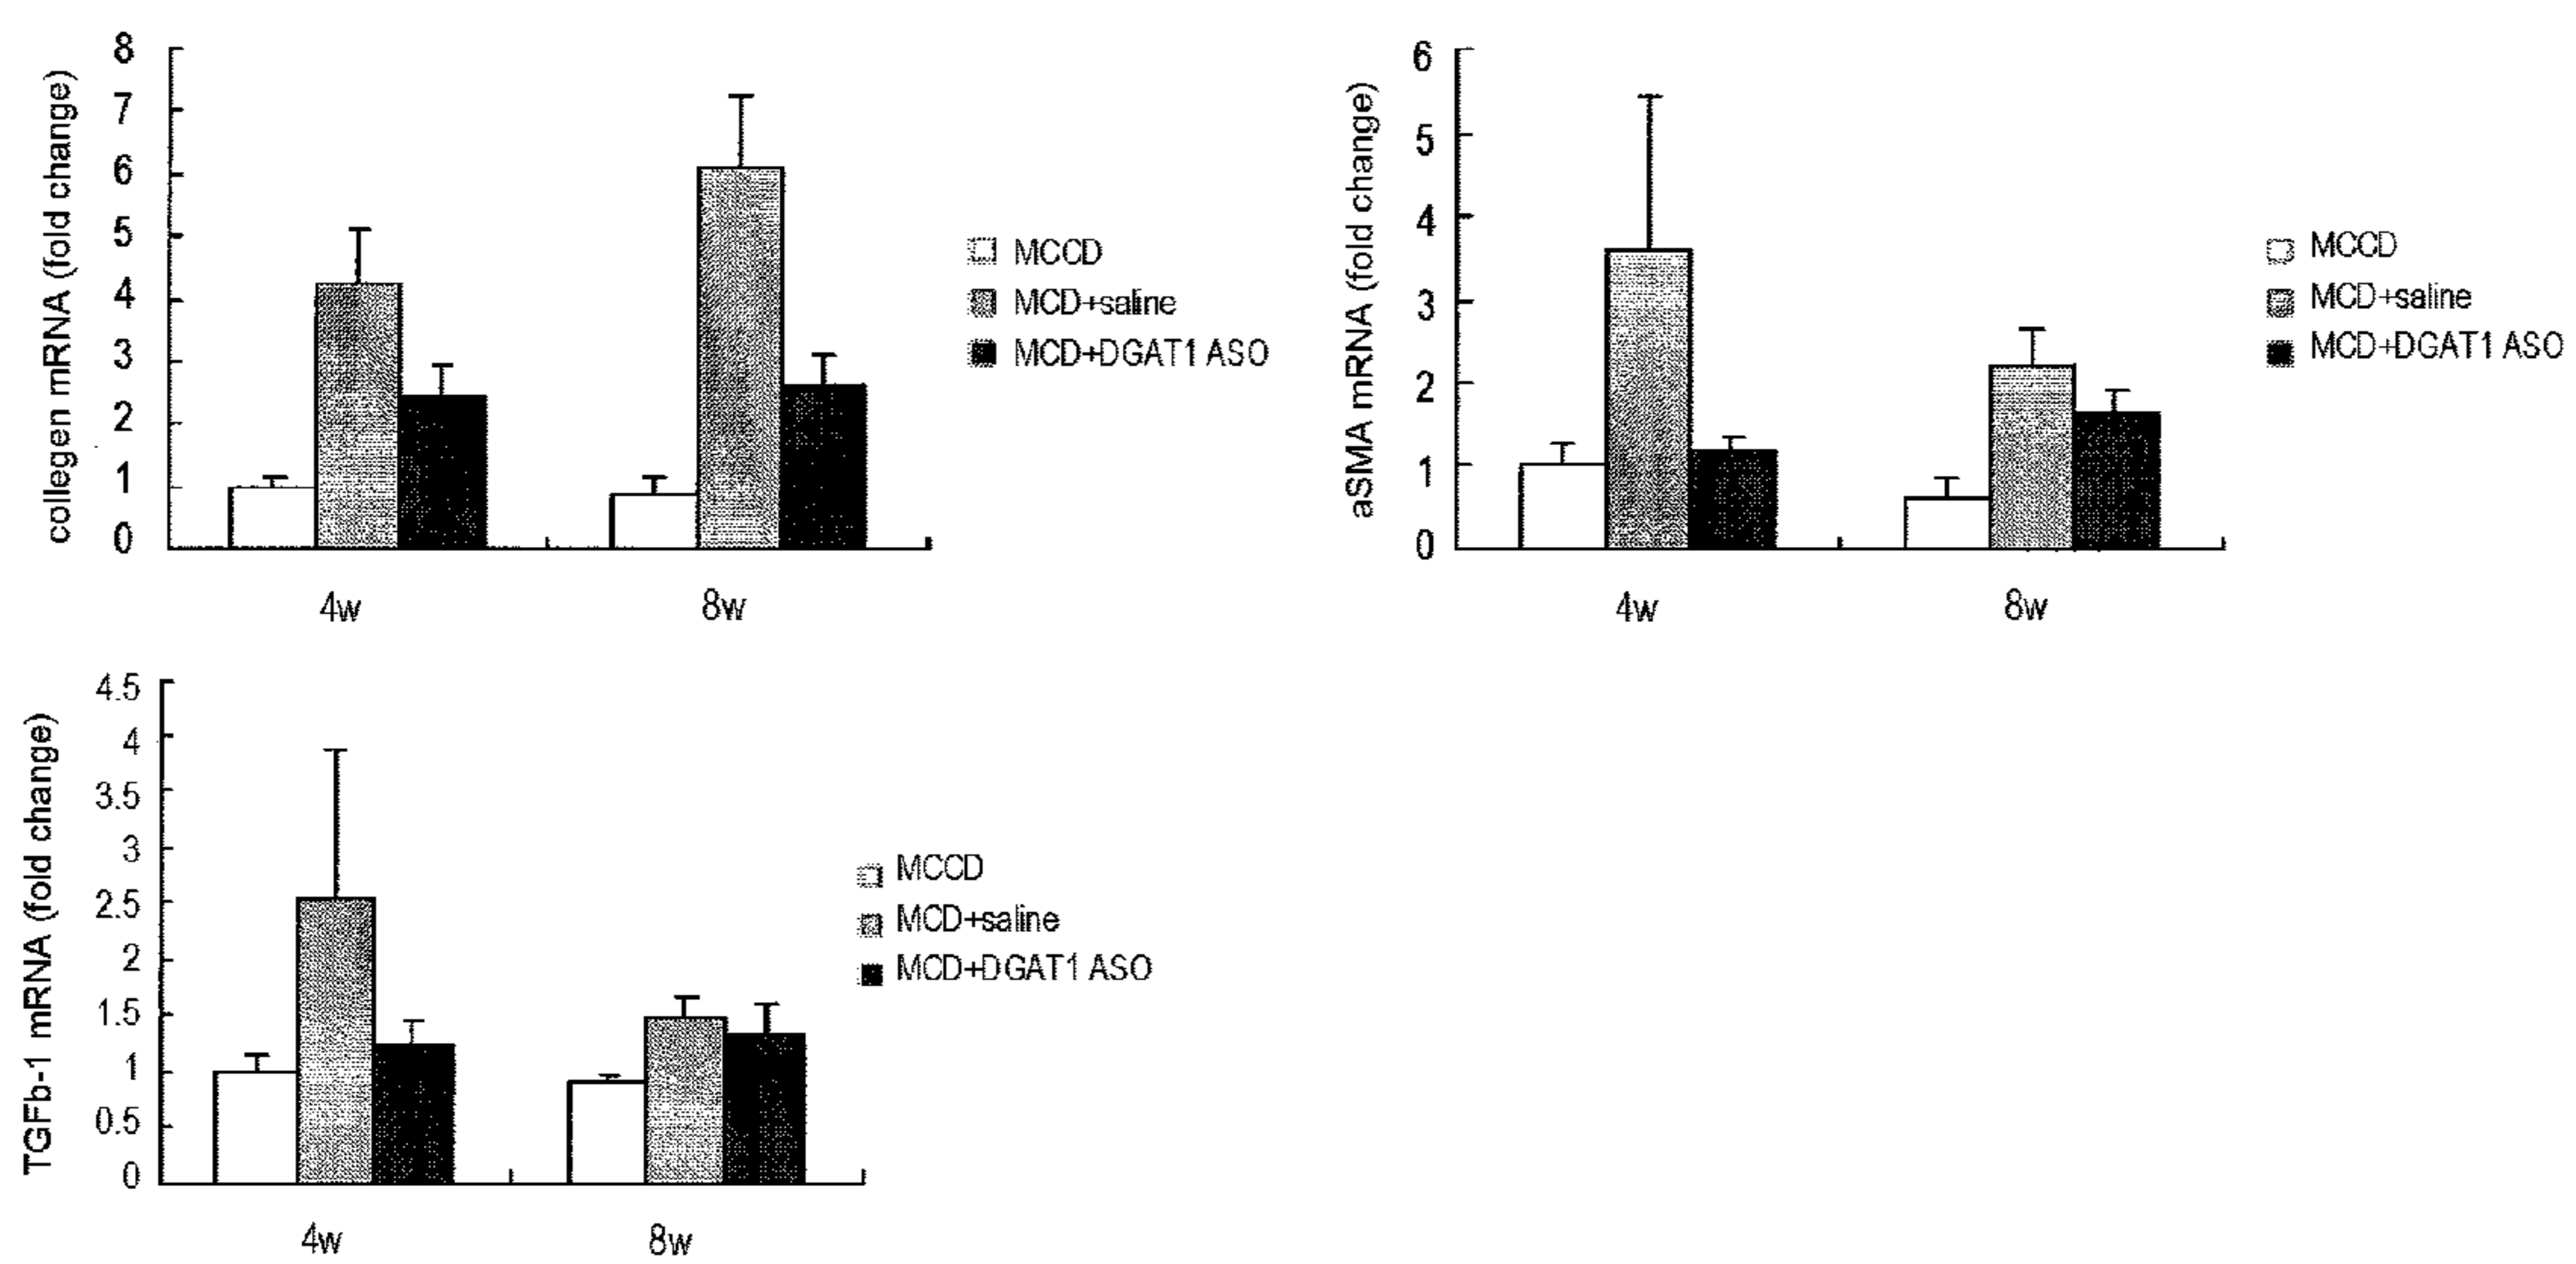 collegen mRNA (fold change)
8
7
6
5
4
3
2
1
0
4w
8w
MCCD
MCD+saline
MCD+DGAT1 ASO
aSMA mRNA (fold change)
6
5
4
3
2
1
0
4w
8w
MCCD
MCD+saline
MCD+DGAT1 ASO
TGFb-1 mRNA (fold change)
4.5
4
3.5
3
2.5
2
1.5
1
0.5
0
4w
8w
MCCD
MCD+saline
MCD+DGAT1 ASO